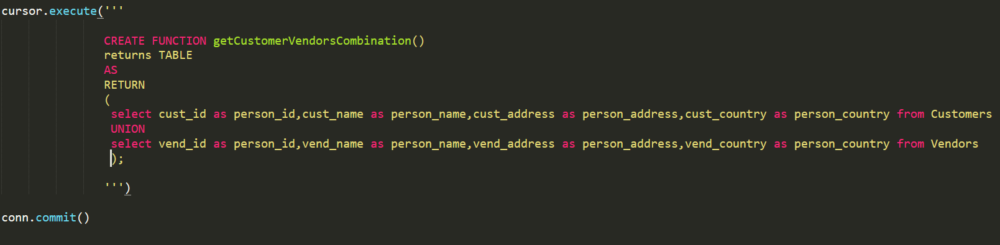 cursor.execute('''
CREATE FUNCTION getCustomerVendorsCombination()
returns TABLE
AS
RETURN
(
select cust_id as person_id,cust_name as person_name,cust_address as person_address,cust_country as person_country from Customers
UNION
select vend_id as person_id,vend_name as person_name,vend_address as person_address,vend_country as person_country from Vendors
);
''')
conn.commit()